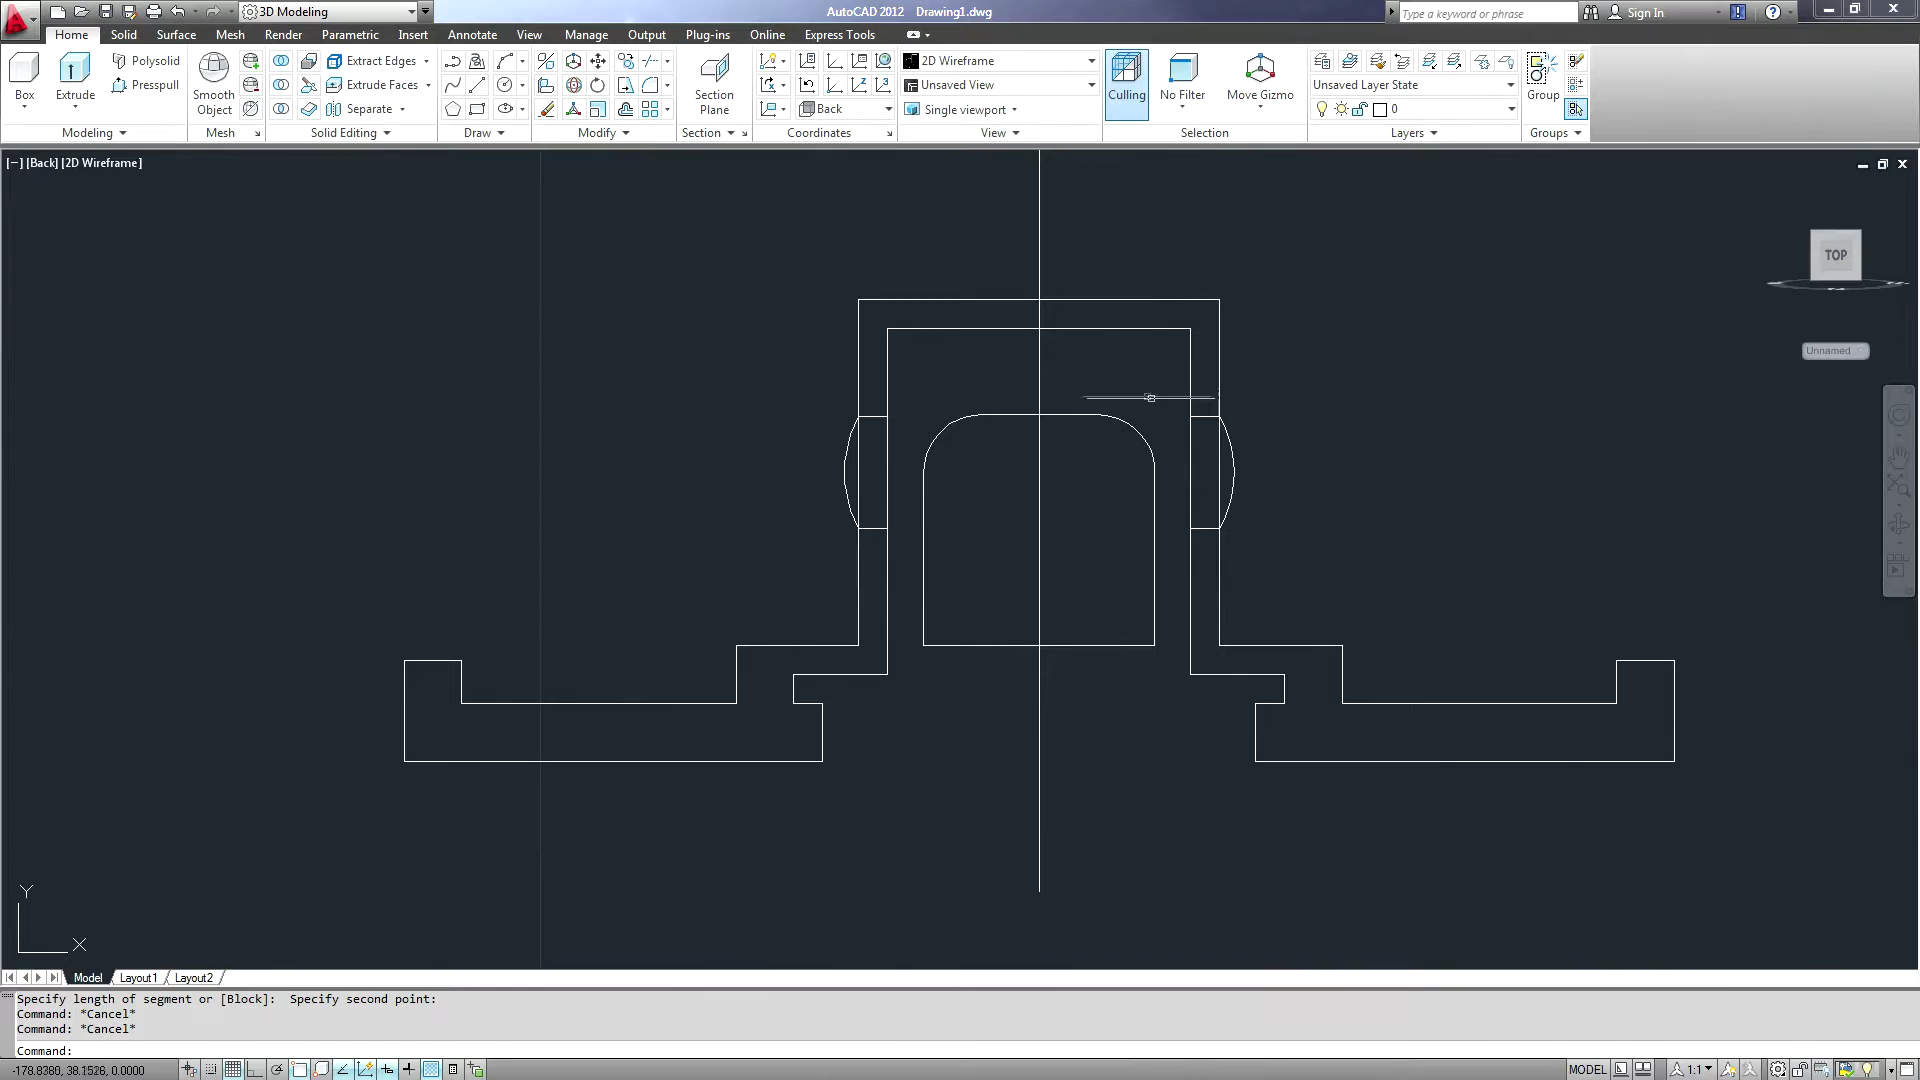 3D Modeling
AutoCAD 2012 Drawing1.dwg
Type a keyword or phrase
Sign In
Home Solid Surface Mesh Render Parametric Insert Annotate View Manage Output Plug-ins Online Express Tools
Box
Extrude
Polysolid
Presspull
Smooth
Object
Extract Edges
Extrude Faces
Separate
Section
Plane
Back
2D Wireframe
Unsaved View
Single viewport
Culling
No Filter
Move Gizmo
Unsaved Layer State
0
Group
Modeling
Mesh
Solid Editing
Draw
Modify
Section
Coordinates
View
Selection
Layers
Groups
[−] [Back] [2D Wireframe]
TOP
Unnamed
Y
X
Model Layout1 Layout2
Specify length of segment or [Block]: Specify second point:
Command: *Cancel*
Command: *Cancel*
Command:
-178.8380, 38.1526, 0.0000
MODEL
1:1